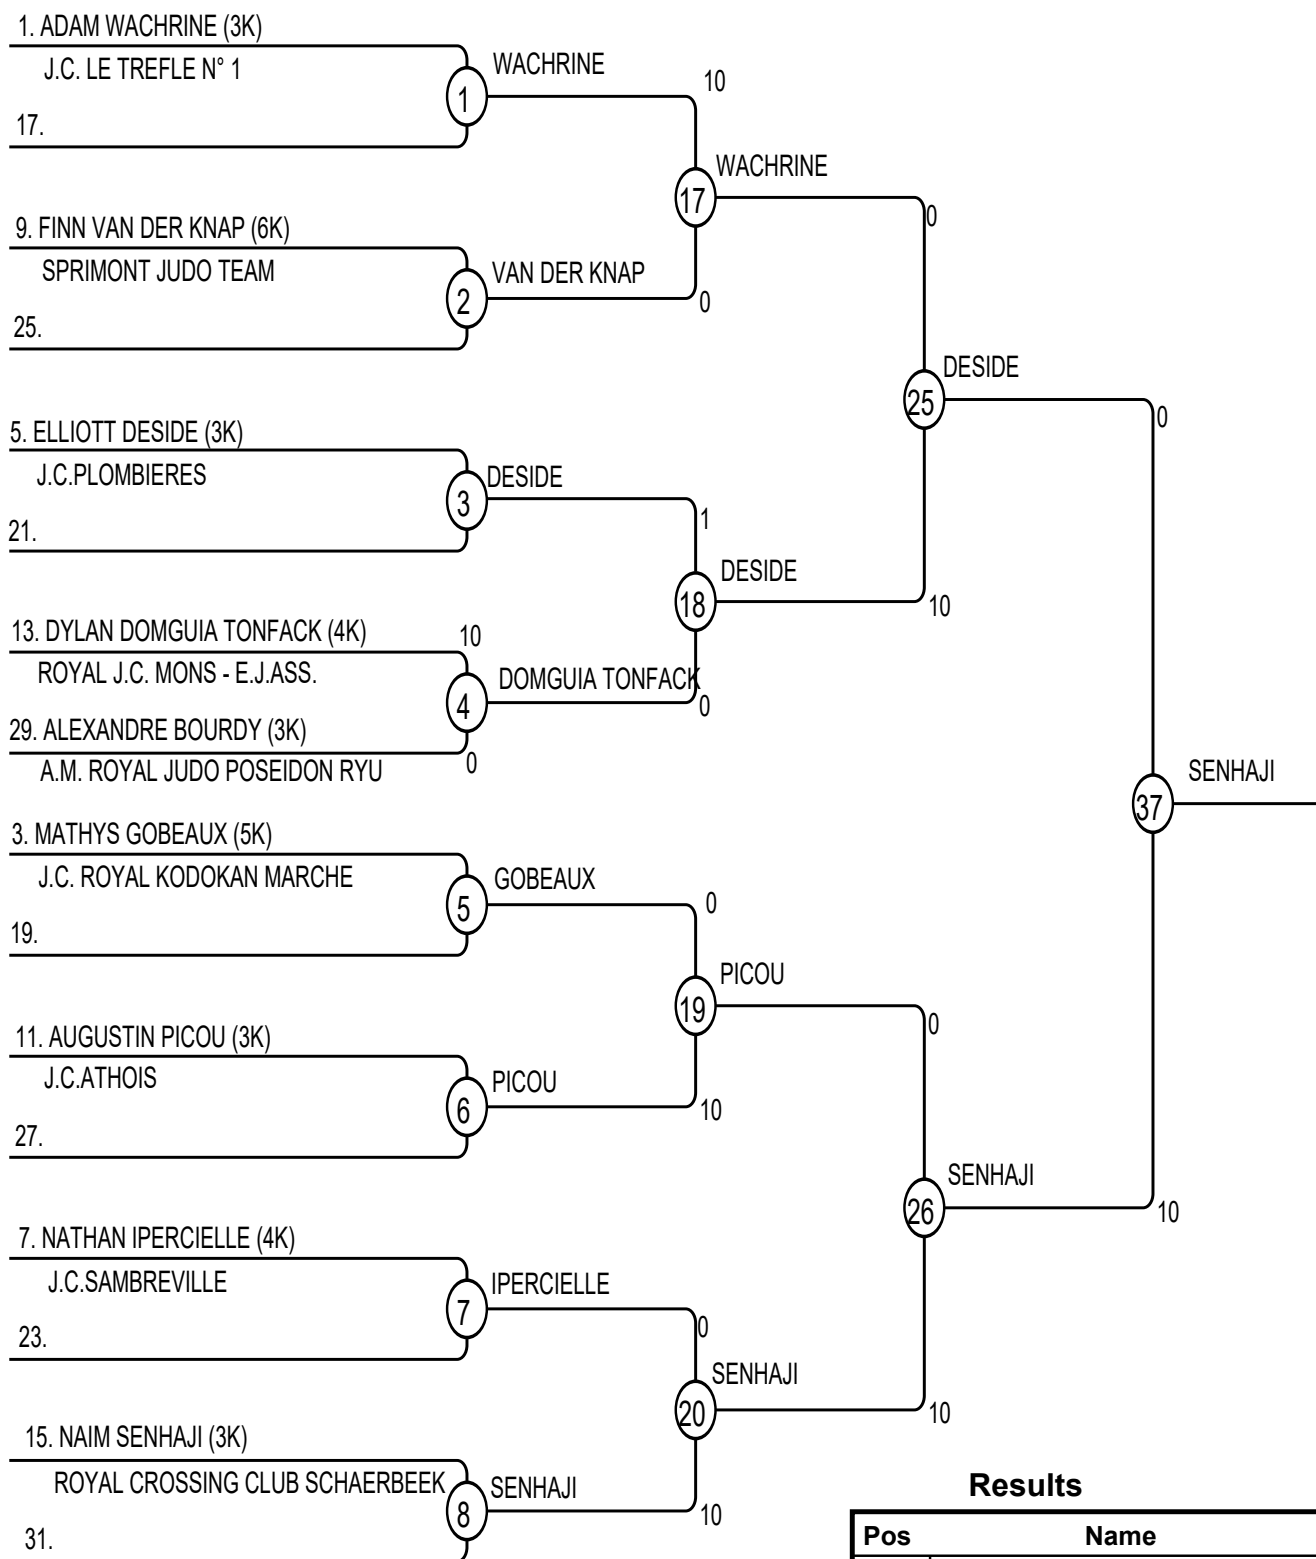 1. ADAM WACHRINE (3K)
J.C. LE TREFLE N° 1
17.
1
WACHRINE
10
17
WACHRINE
0
9. FINN VAN DER KNAP (6K)
SPRIMONT JUDO TEAM
25.
2
VAN DER KNAP
0
25
DESIDE
0
5. ELLIOTT DESIDE (3K)
J.C.PLOMBIERES
21.
3
DESIDE
1
18
DESIDE
10
13. DYLAN DOMGUIA TONFACK (4K)
10
ROYAL J.C. MONS - E.J.ASS.
4
DOMGUIA TONFACK
0
29. ALEXANDRE BOURDY (3K)
0
A.M. ROYAL JUDO POSEIDON RYU
37
SENHAJI
3. MATHYS GOBEAUX (5K)
J.C. ROYAL KODOKAN MARCHE
19.
5
GOBEAUX
0
19
PICOU
0
11. AUGUSTIN PICOU (3K)
J.C.ATHOIS
27.
6
PICOU
10
26
SENHAJI
10
7. NATHAN IPERCIELLE (4K)
J.C.SAMBREVILLE
23.
7
IPERCIELLE
0
20
SENHAJI
10
15. NAIM SENHAJI (3K)
ROYAL CROSSING CLUB SCHAERBEEK
31.
8
SENHAJI
10
Results
Pos Name